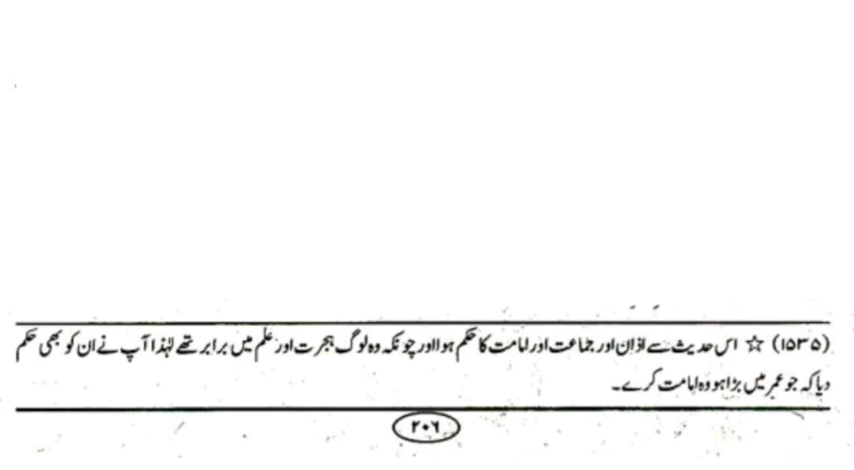 (۱۵۳۵) ☆ اس حدیث سے اذان اور جماعت اور امامت کا حکم ہوا اور چونکہ وہ لوگ ہجرت اور علم میں برابر تھے لہٰذا آپ نے ان کو بھی حکم
دیا کہ جو عمر میں بڑا ہو وہ امامت کرے۔
۲۰۶